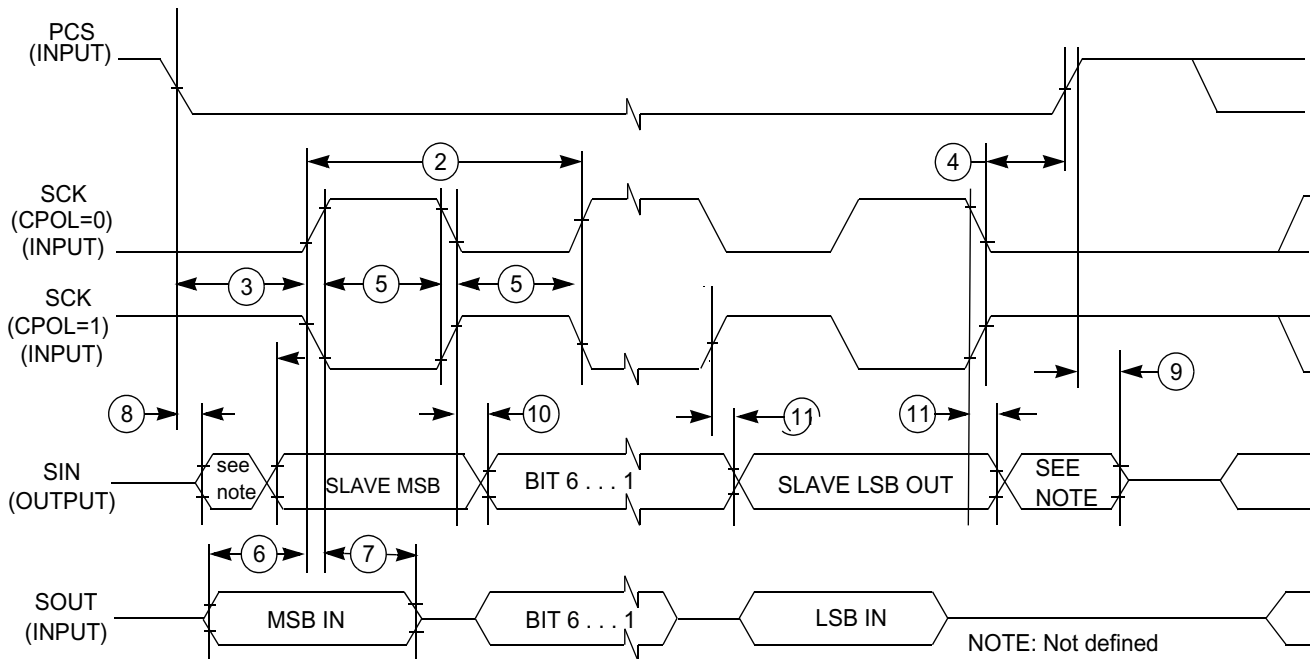 PCS
(INPUT)
2
4
SCK
(CPOL=0)
(INPUT)
3
5
5
SCK
(CPOL=1)
(INPUT)
9
8
10
11
11
SIN
(OUTPUT)
see
note
SLAVE MSB
BIT 6 . . . 1
SLAVE LSB OUT
SEE
NOTE
6
7
SOUT
(INPUT)
MSB IN
BIT 6 . . . 1
LSB IN
NOTE: Not defined